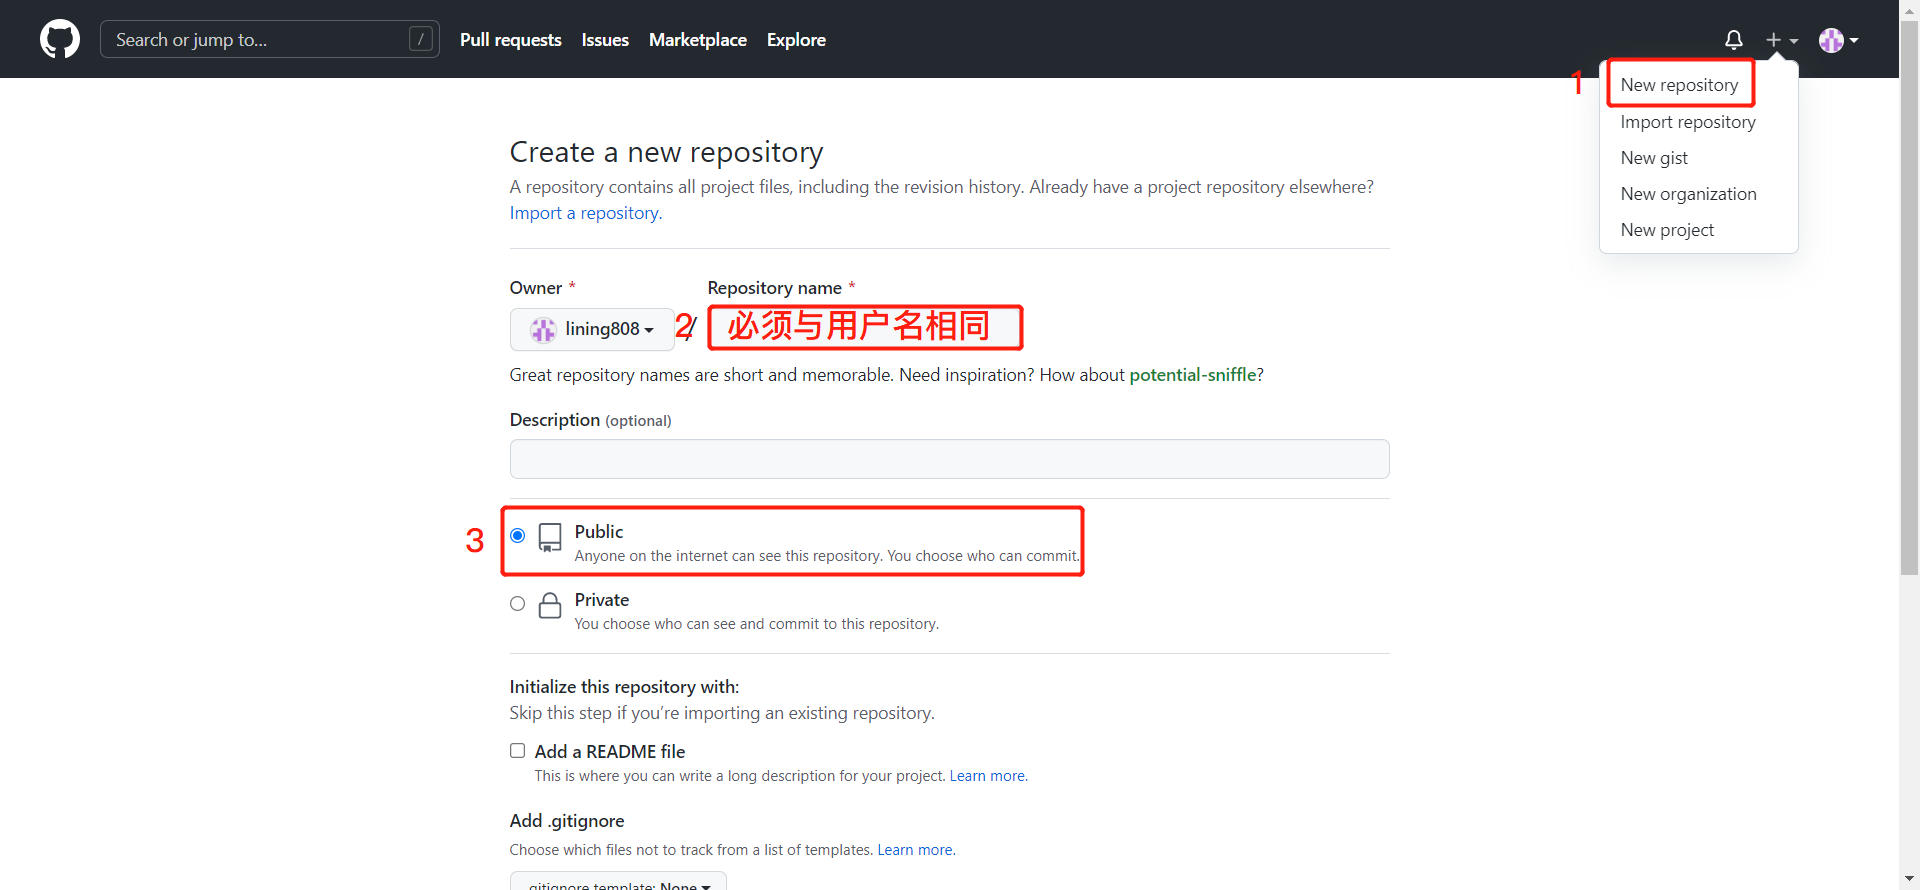 Search or jump to... /
Pull requests Issues Marketplace Explore
1 New repository
Import repository
New gist
New organization
New project
Create a new repository
A repository contains all project files, including the revision history. Already have a project repository elsewhere?
Import a repository.
Owner * Repository name *
lining808 2 / 必须与用户名相同
Great repository names are short and memorable. Need inspiration? How about potential-sniffle?
Description (optional)
3 Public
Anyone on the internet can see this repository. You choose who can commit.
Private
You choose who can see and commit to this repository.
Initialize this repository with:
Skip this step if you’re importing an existing repository.
Add a README file
This is where you can write a long description for your project. Learn more.
Add .gitignore
Choose which files not to track from a list of templates. Learn more.
.gitignore template: None